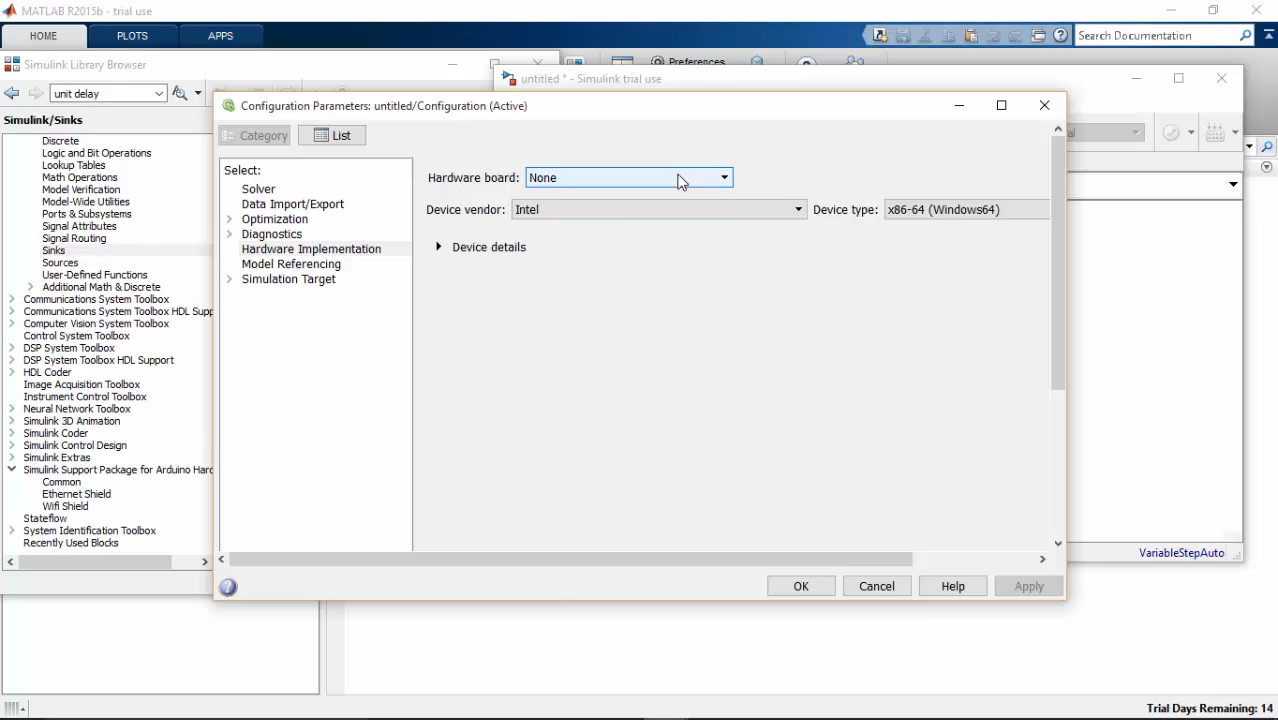 MATLAB R2015b - trial use
HOME
PLOTS
APPS
Search Documentation
Simulink Library Browser
Preferences
untitled * - Simulink trial use
unit delay
Configuration Parameters: untitled/Configuration (Active)
Category
List
Simulink/Sinks
Discrete
Logic and Bit Operations
Lookup Tables
Math Operations
Model Verification
Model-Wide Utilities
Ports & Subsystems
Signal Attributes
Signal Routing
Sinks
Sources
User-Defined Functions
Additional Math & Discrete
Communications System Toolbox
Communications System Toolbox HDL Supp
Computer Vision System Toolbox
Control System Toolbox
DSP System Toolbox
DSP System Toolbox HDL Support
HDL Coder
Image Acquisition Toolbox
Instrument Control Toolbox
Neural Network Toolbox
Simulink 3D Animation
Simulink Coder
Simulink Control Design
Simulink Extras
Simulink Support Package for Arduino Hard
Common
Ethernet Shield
Wifi Shield
Stateflow
System Identification Toolbox
Recently Used Blocks
Select:
Solver
Data Import/Export
Optimization
Diagnostics
Hardware Implementation
Model Referencing
Simulation Target
Hardware board: None
Device vendor: Intel
Device type: x86-64 (Windows64)
Device details
OK
Cancel
Help
Apply
VariableStepAuto
Trial Days Remaining: 14